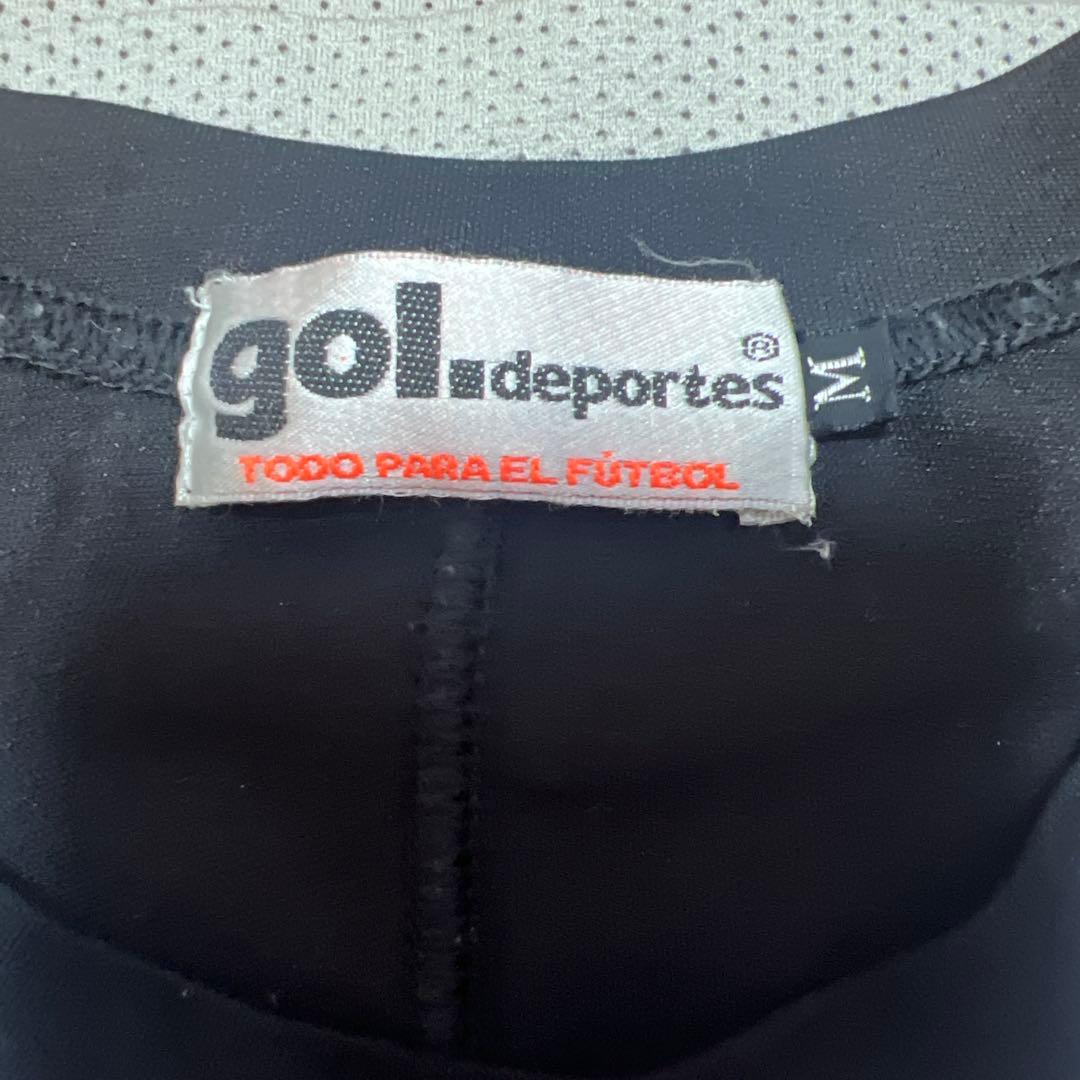 gol.deportes®
M
TODO PARA EL FÚTBOL